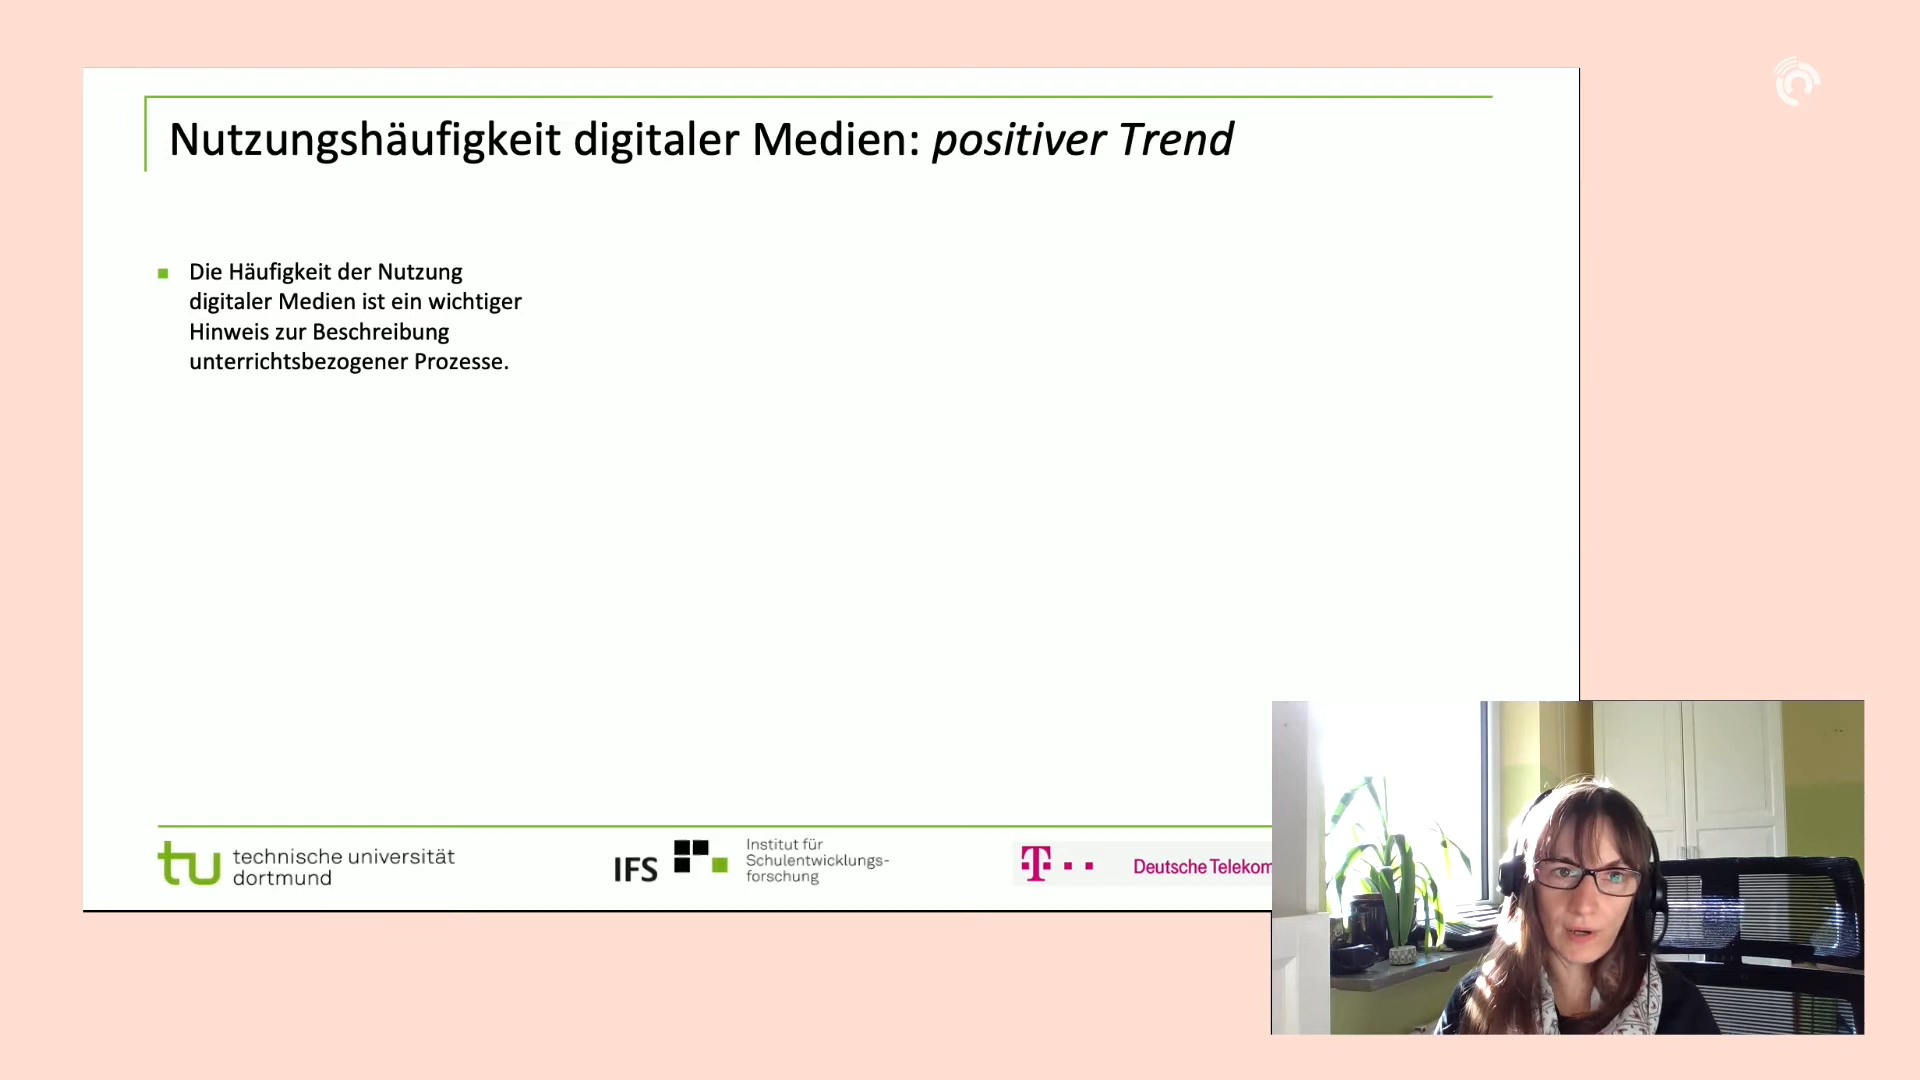 Nutzungshäufigkeit digitaler Medien: positiver Trend
Die Häufigkeit der Nutzung
digitaler Medien ist ein wichtiger
Hinweis zur Beschreibung
unterrichtsbezogener Prozesse.
tu technische universität
dortmund
IFS
Institut für
Schulentwicklungs-
forschung
T
Deutsche Telekom